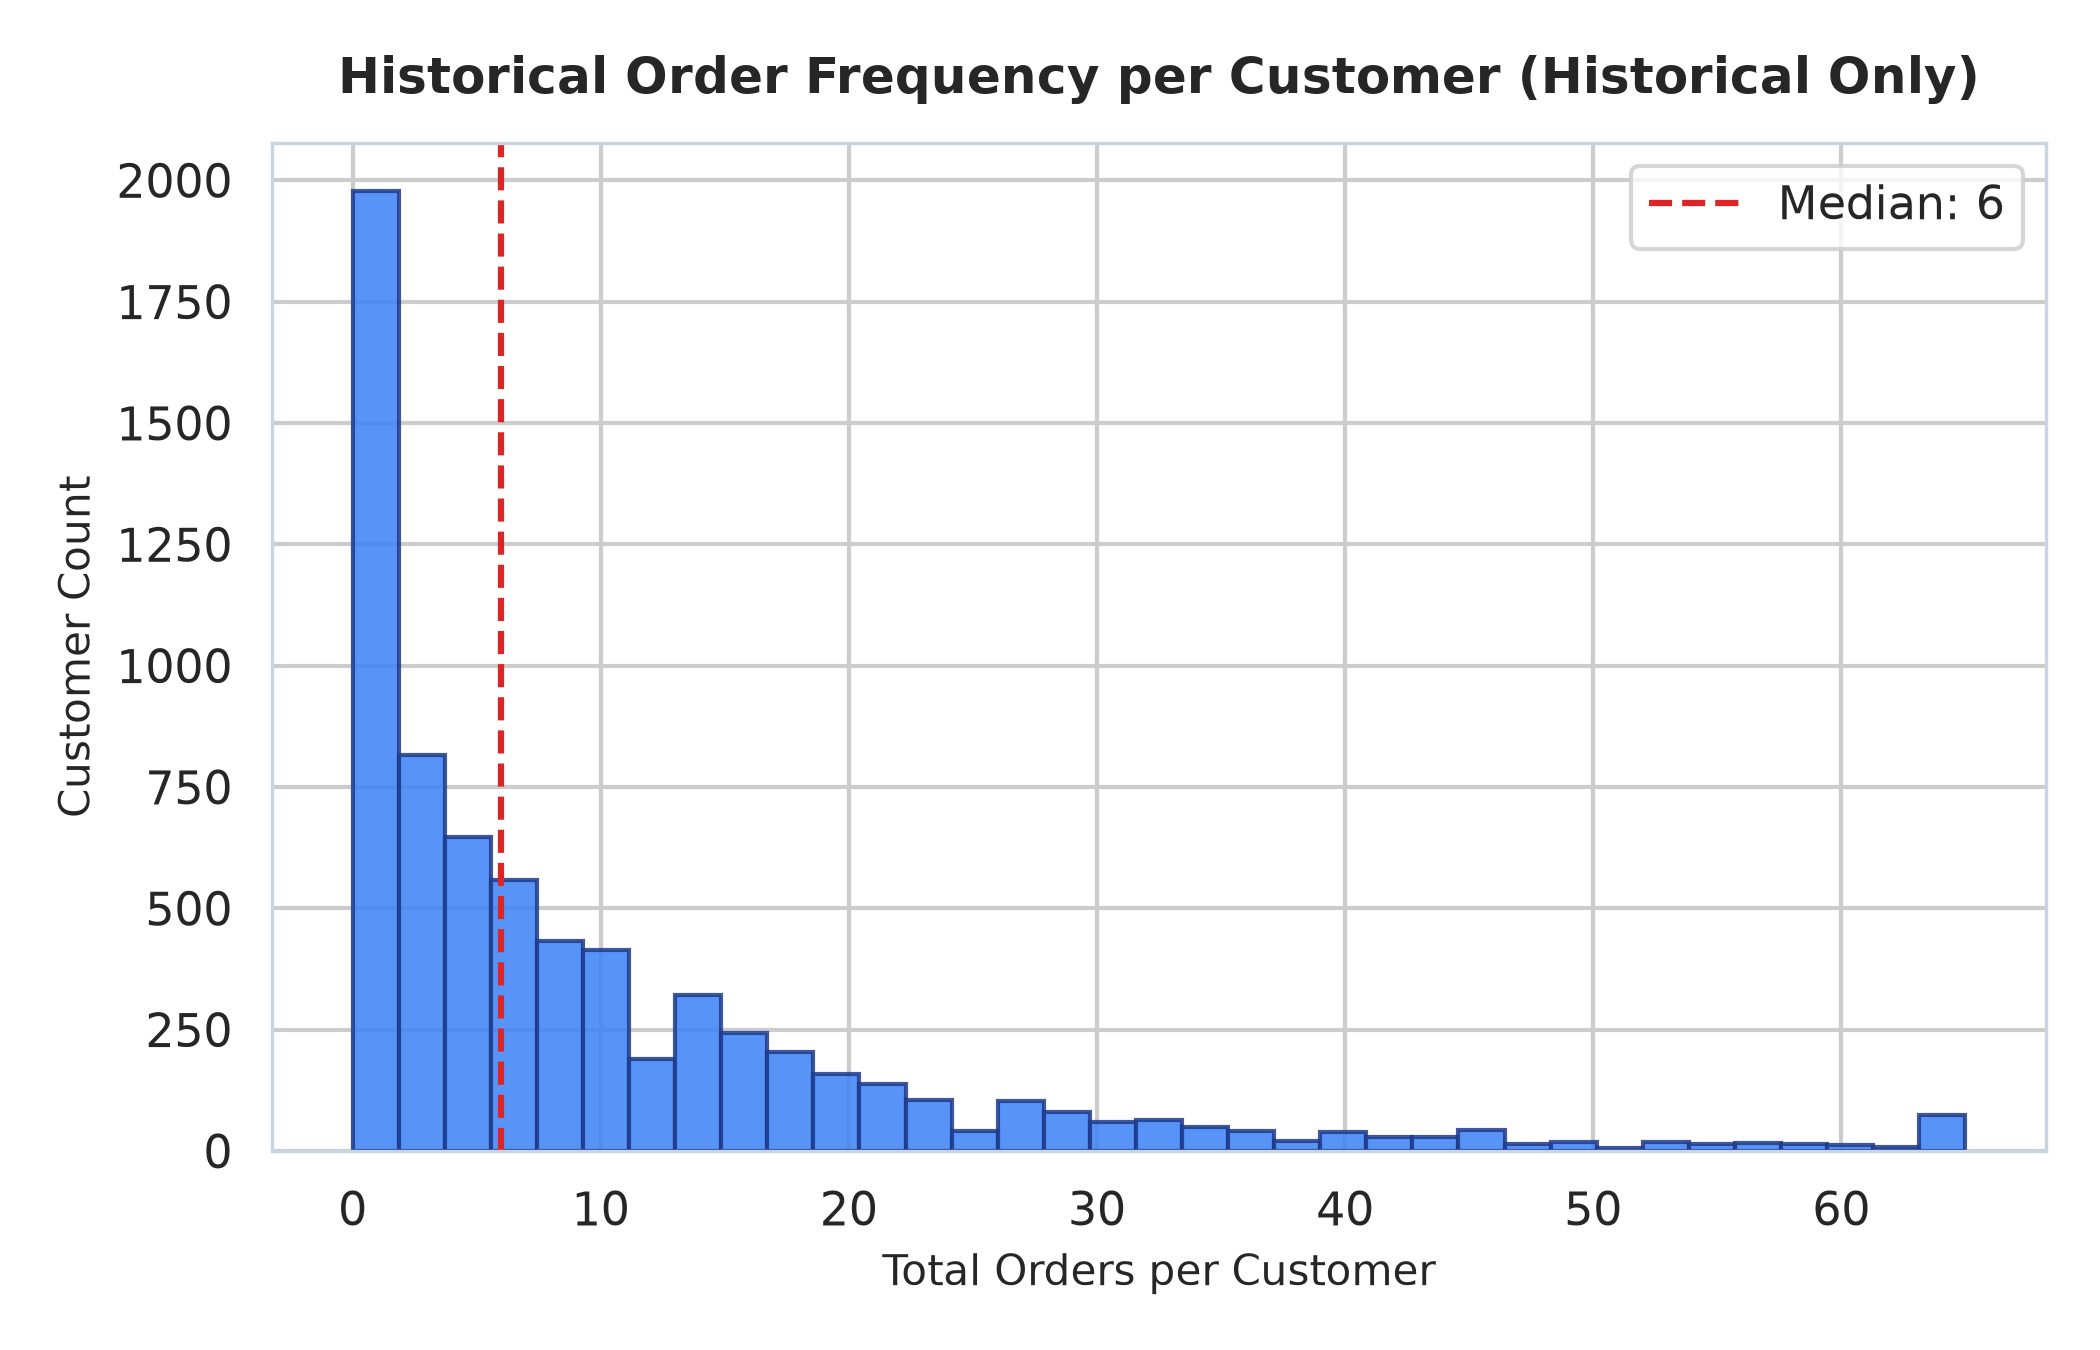 Historical Order Frequency per Customer (Historical Only)
Median: 6
2000
1750
1500
1250
1000
750
500
250
0
Customer Count
0 10 20 30 40 50 60
Total Orders per Customer